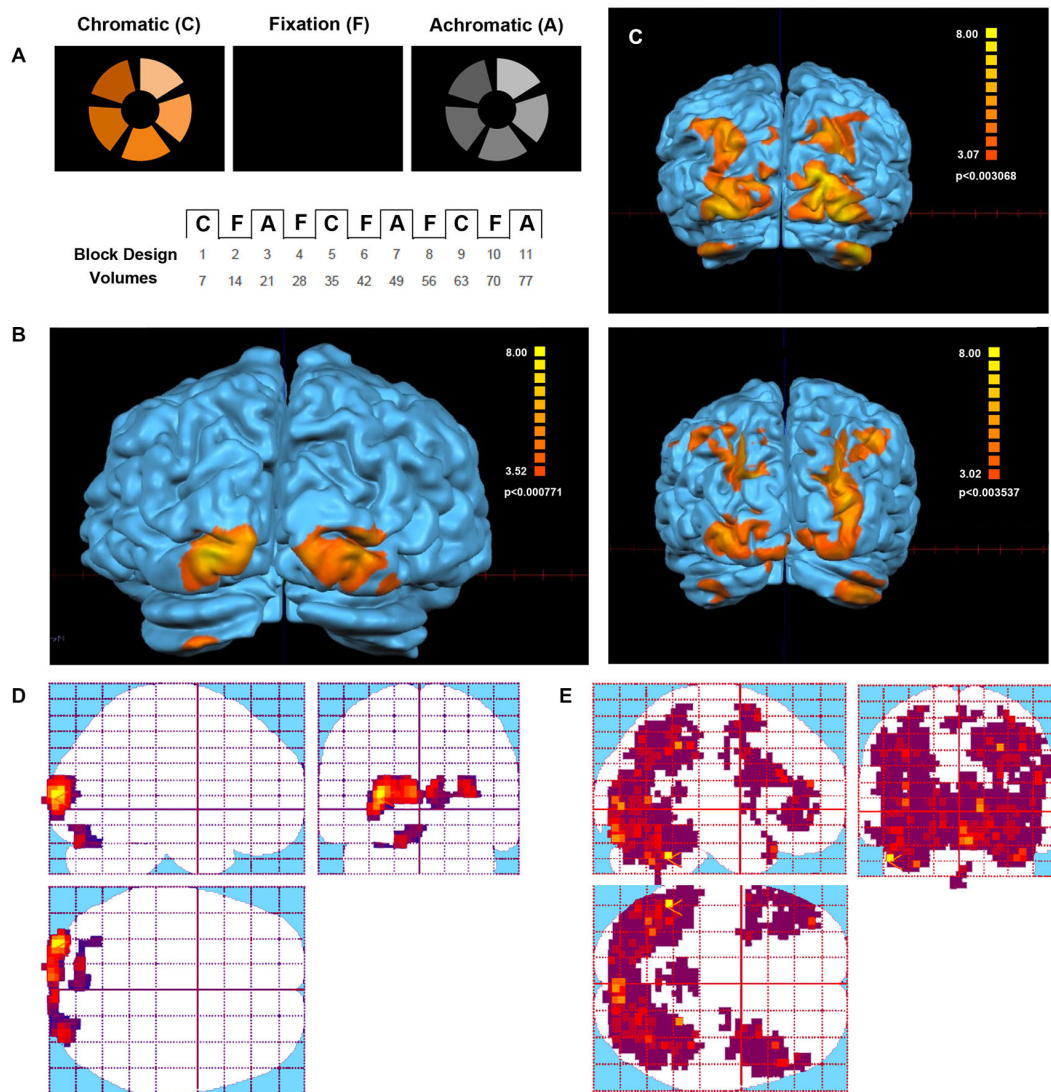 Chromatic (C) Fixation (F) Achromatic (A)
A
C F A F C F A F C F A
Block Design 1 2 3 4 5 6 7 8 9 10 11
Volumes 7 14 21 28 35 42 49 56 63 70 77
B
8.00
3.52
p<0.000771
C
8.00
3.07
p<0.003068
8.00
3.02
p<0.003537
D
E